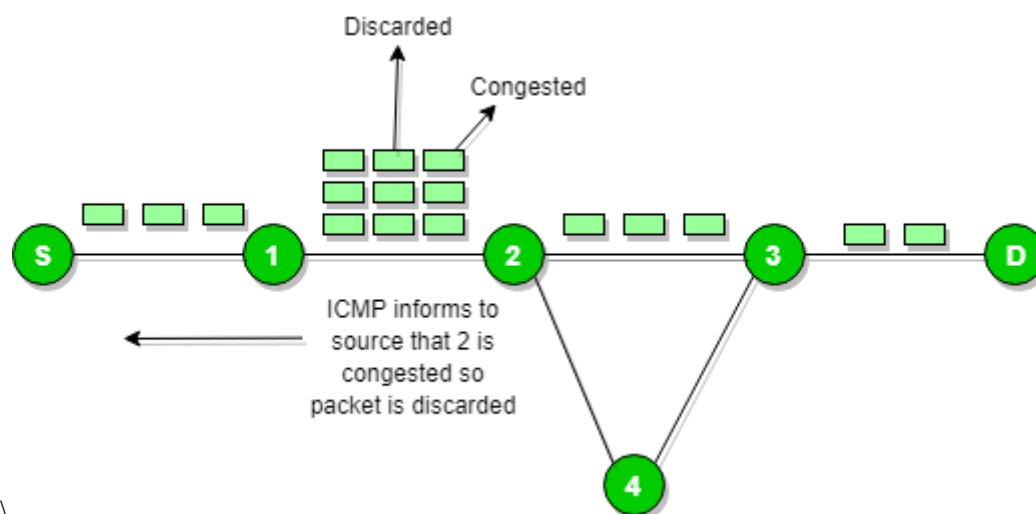 Discarded
Congested
S
1
2
3
D
ICMP informs to
source that 2 is
congested so
packet is discarded
4
\